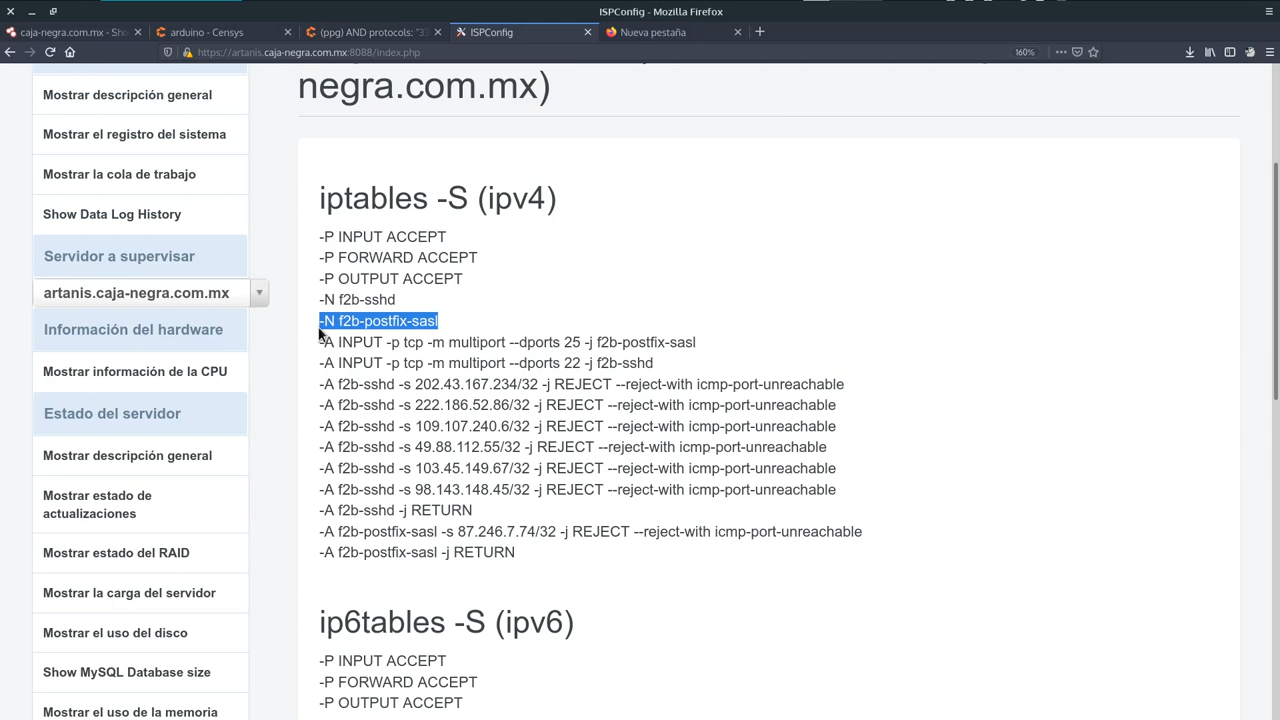 ISPConfig - Mozilla Firefox
caja-negra.com.mx - Sho
arduino - Censys
(ppg) AND protocols: "33
ISPConfig
Nueva pestaña
https://artanis.caja-negra.com.mx:8088/index.php
160%
negra.com.mx)
Mostrar descripción general
Mostrar el registro del sistema
Mostrar la cola de trabajo
Show Data Log History
Servidor a supervisar
artanis.caja-negra.com.mx
Información del hardware
Mostrar información de la CPU
Estado del servidor
Mostrar descripción general
Mostrar estado de
actualizaciones
Mostrar estado del RAID
Mostrar la carga del servidor
Mostrar el uso del disco
Show MySQL Database size
Mostrar el uso de la memoria
iptables -S (ipv4)
-P INPUT ACCEPT
-P FORWARD ACCEPT
-P OUTPUT ACCEPT
-N f2b-sshd
-N f2b-postfix-sasl
-A INPUT -p tcp -m multiport --dports 25 -j f2b-postfix-sasl
-A INPUT -p tcp -m multiport --dports 22 -j f2b-sshd
-A f2b-sshd -s 202.43.167.234/32 -j REJECT --reject-with icmp-port-unreachable
-A f2b-sshd -s 222.186.52.86/32 -j REJECT --reject-with icmp-port-unreachable
-A f2b-sshd -s 109.107.240.6/32 -j REJECT --reject-with icmp-port-unreachable
-A f2b-sshd -s 49.88.112.55/32 -j REJECT --reject-with icmp-port-unreachable
-A f2b-sshd -s 103.45.149.67/32 -j REJECT --reject-with icmp-port-unreachable
-A f2b-sshd -s 98.143.148.45/32 -j REJECT --reject-with icmp-port-unreachable
-A f2b-sshd -j RETURN
-A f2b-postfix-sasl -s 87.246.7.74/32 -j REJECT --reject-with icmp-port-unreachable
-A f2b-postfix-sasl -j RETURN
ip6tables -S (ipv6)
-P INPUT ACCEPT
-P FORWARD ACCEPT
-P OUTPUT ACCEPT